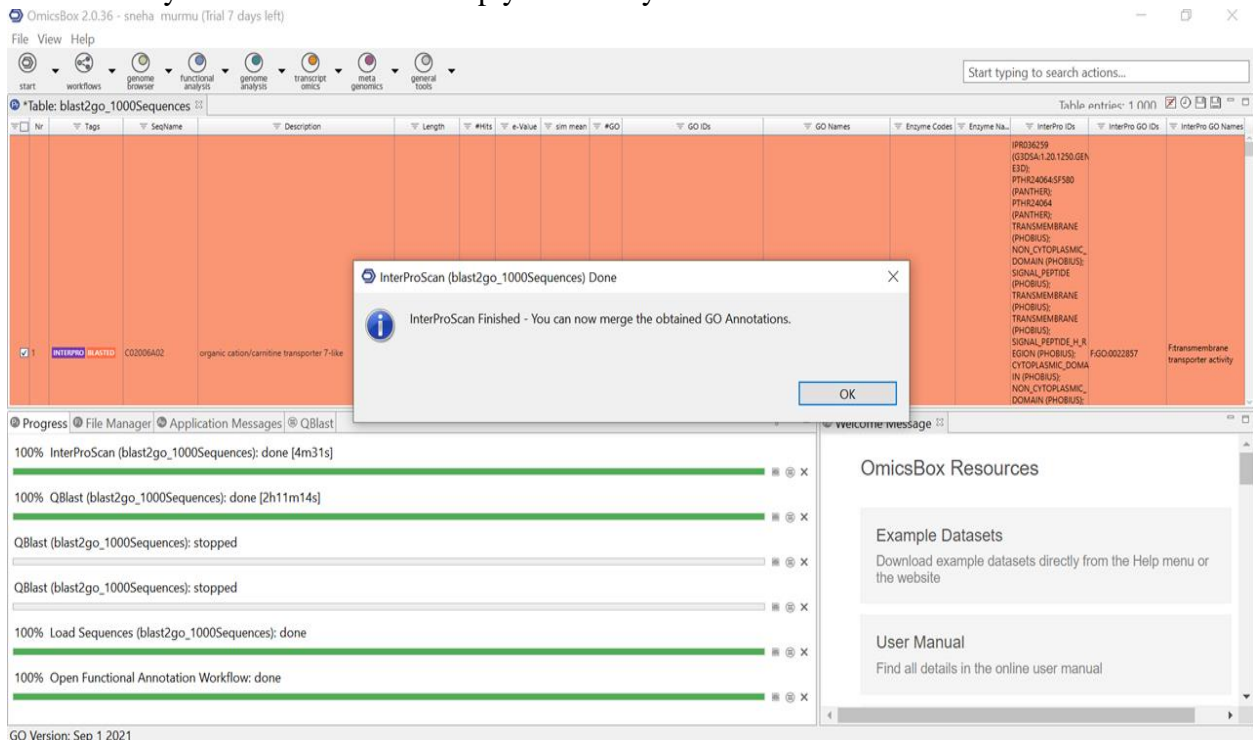 OmicsBox 2.0.36 - sneha murmu (Trial 7 days left)
File View Help
start workflows genome browser functional analysis genome analysis transcript omics meta genomics general tools
Start typing to search actions...
*Table: blast2go_1000Sequences
Table entries: 1.000
Nr Tags SeqName Description Length #Hits e-Value sim mean #GO GO IDs GO Names Enzyme Codes Enzyme Na... InterPro IDs InterPro GO IDs InterPro GO Names
IPR036259
(G3DSA:1.20.1250.GEN
E3D);
PTHR24064:SF580
(PANTHER);
PTHR24064
(PANTHER);
TRANSMEMBRANE
(PHOBIUS);
NON_CYTOPLASMIC_
DOMAIN (PHOBIUS);
SIGNAL_PEPTIDE
(PHOBIUS);
TRANSMEMBRANE
(PHOBIUS);
TRANSMEMBRANE
(PHOBIUS);
SIGNAL_PEPTIDE_H_R
EGION (PHOBIUS);
CYTOPLASMIC_DOMA
IN (PHOBIUS);
NON_CYTOPLASMIC_
DOMAIN (PHOBIUS);
1 INTERPRO BLASTED C02006A02 organic cation/carnitine transporter 7-like
F:GO:0022857
F:transmembrane
transporter activity
InterProScan (blast2go_1000Sequences) Done
InterProScan Finished - You can now merge the obtained GO Annotations.
OK
Progress File Manager Application Messages QBlast
100% InterProScan (blast2go_1000Sequences): done [4m31s]
100% QBlast (blast2go_1000Sequences): done [2h11m14s]
QBlast (blast2go_1000Sequences): stopped
QBlast (blast2go_1000Sequences): stopped
100% Load Sequences (blast2go_1000Sequences): done
100% Open Functional Annotation Workflow: done
Welcome Message
OmicsBox Resources
Example Datasets
Download example datasets directly from the Help menu or
the website
User Manual
Find all details in the online user manual
GO Version: Sep 1 2021